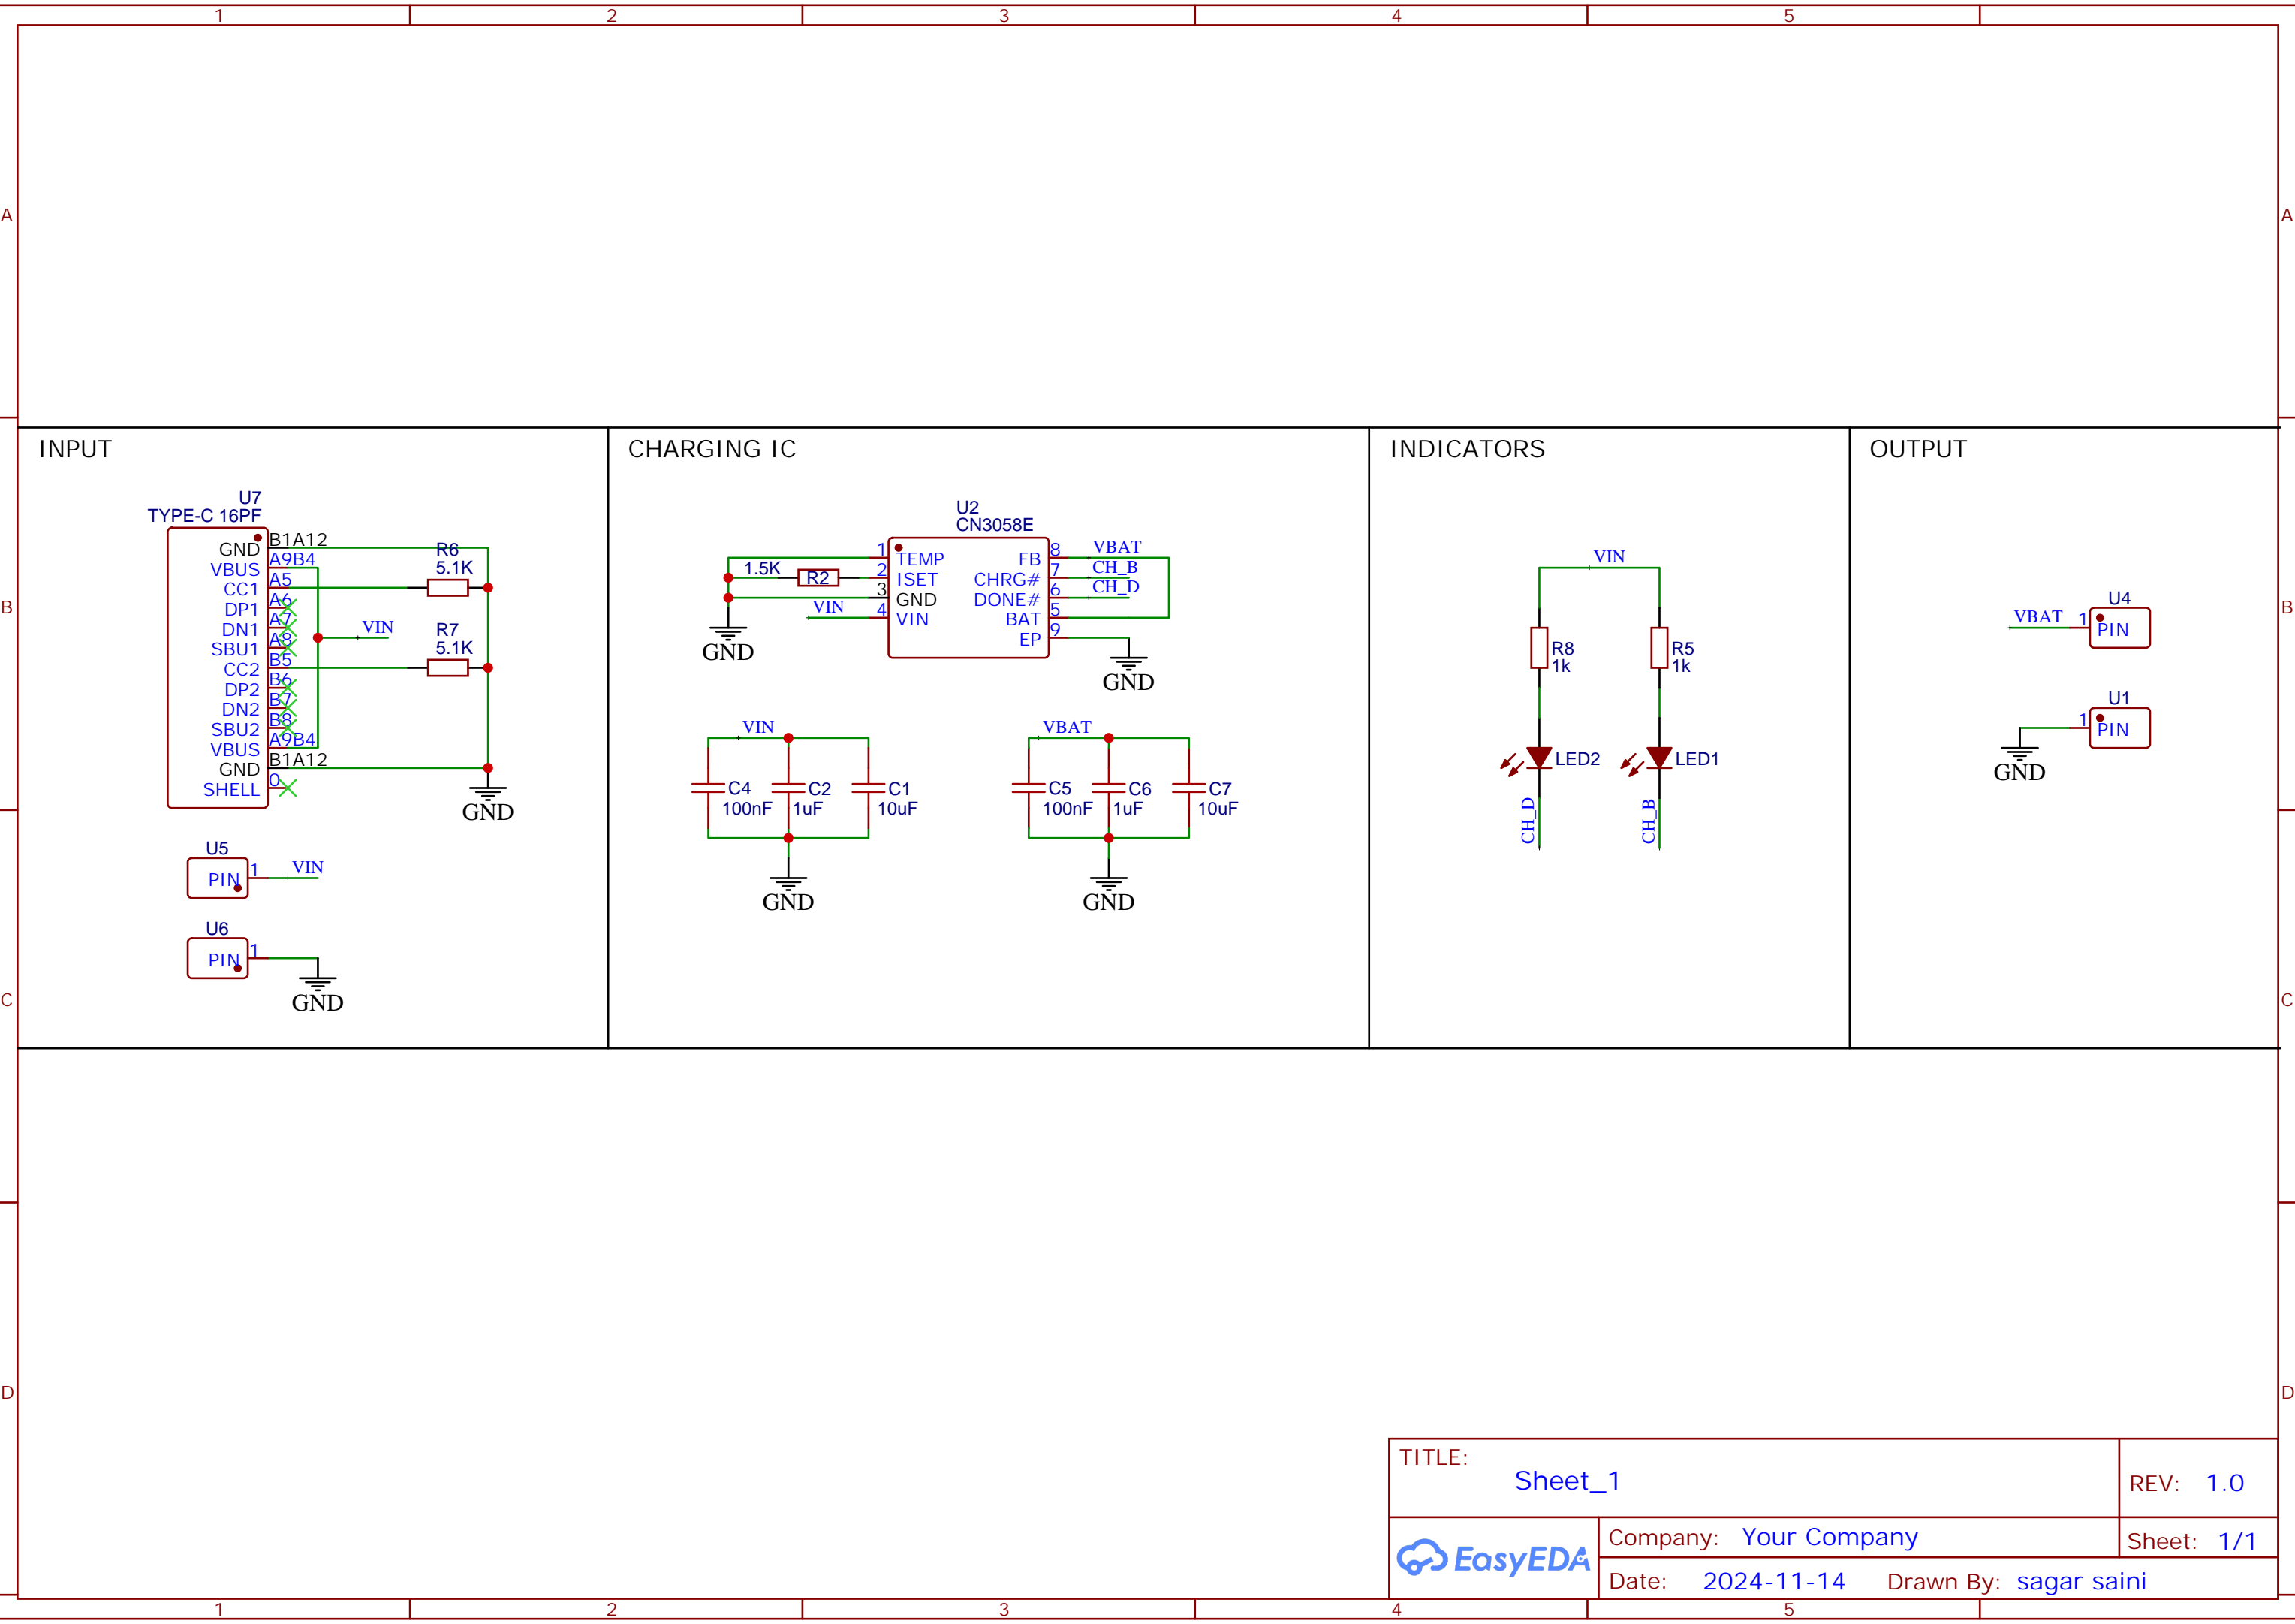 1 2 3 4 5
A A
INPUT CHARGING IC INDICATORS OUTPUT
U7
TYPE-C 16PF
GND B1A12
VBUS A9B4
CC1 A5
DP1 A6
DN1 A7
SBU1 A8
CC2 B5
DP2 B6
DN2 B7
SBU2 B8
VBUS A9B4
GND B1A12
SHELL 0
R6
5.1K
VIN
R7
5.1K
GND
U5
PIN 1 VIN
U6
PIN 1
GND
U2
CN3058E
1 TEMP FB 8 VBAT
1.5K R2 2 ISET CHRG# 7 CH_B
3 GND DONE# 6 CH_D
VIN 4 VIN BAT 5
EP 9
GND
GND
VIN
C4 C2 C1
100nF 1uF 10uF
GND
VBAT
C5 C6 C7
100nF 1uF 10uF
GND
VIN
R8 R5
1k 1k
LED2 LED1
CH_D CH_B
U4
VBAT 1 PIN
U1
1 PIN
GND
B B
C C
D D
TITLE:
Sheet_1
REV: 1.0
EasyEDA
Company: Your Company
Sheet: 1/1
Date: 2024-11-14 Drawn By: sagar saini
1 2 3 4 5